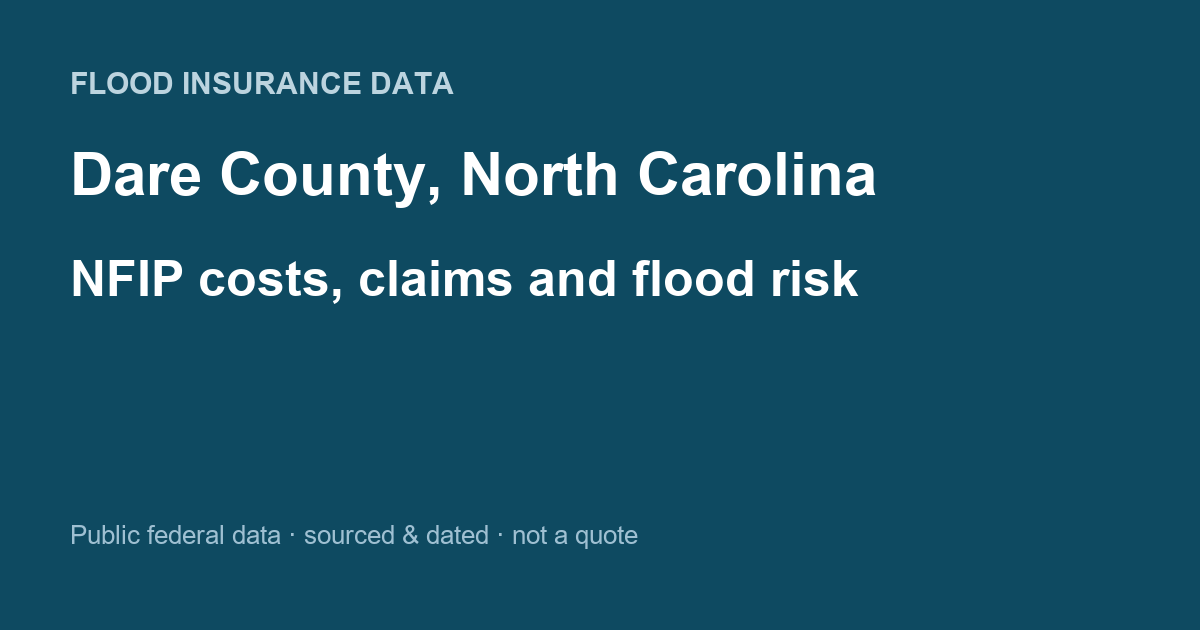 FLOOD INSURANCE DATA
Dare County, North Carolina
NFIP costs, claims and flood risk
Public federal data · sourced & dated · not a quote